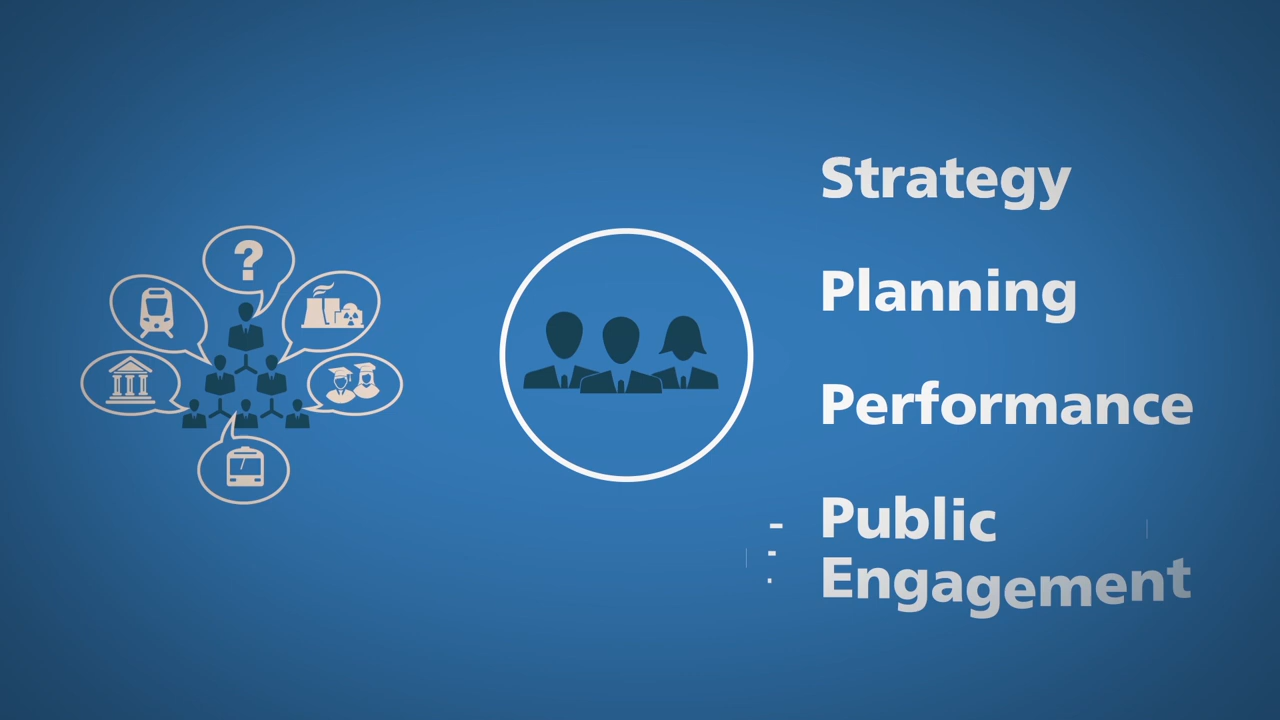 ?
Strategy
Planning
Performance
Public
Engagement